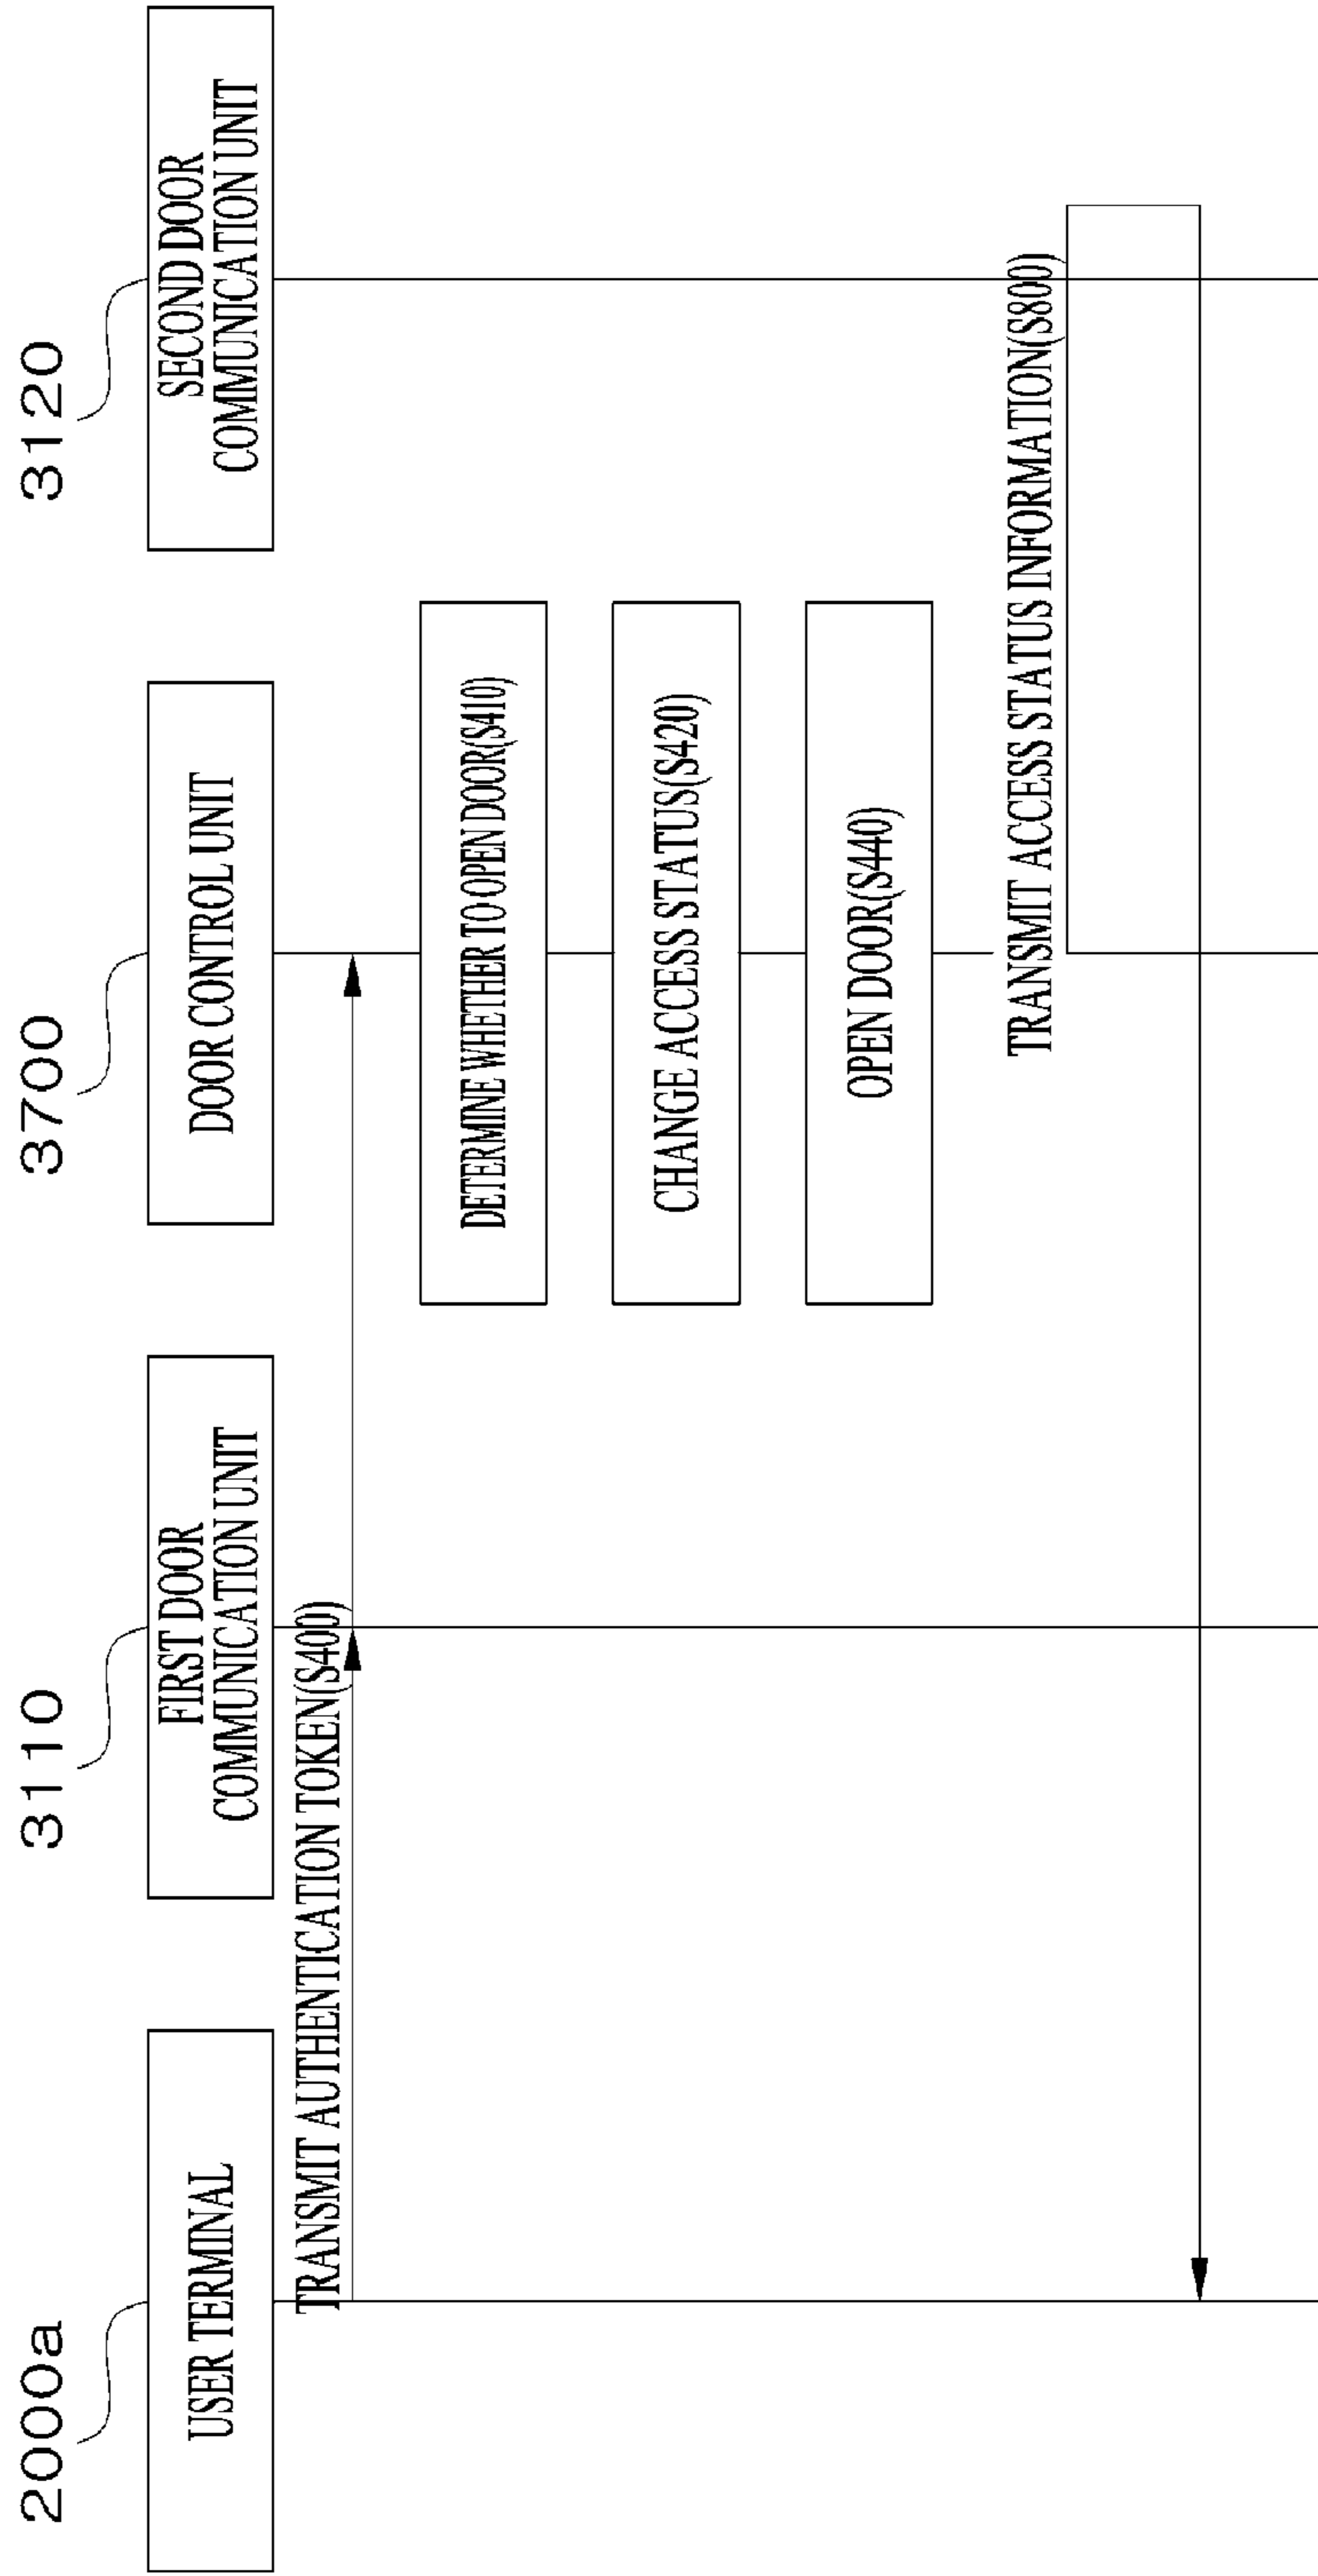 2000a
3110
3700
3120
USER TERMINAL
FIRST DOOR
COMMUNICATION UNIT
DOOR CONTROL UNIT
SECOND DOOR
COMMUNICATION UNIT
TRANSMIT AUTHENTICATION TOKEN(S400)
DETERMINE WHETHER TO OPEN DOOR(S410)
CHANGE ACCESS STATUS(S420)
OPEN DOOR(S440)
TRANSMIT ACCESS STATUS INFORMATION(S800)